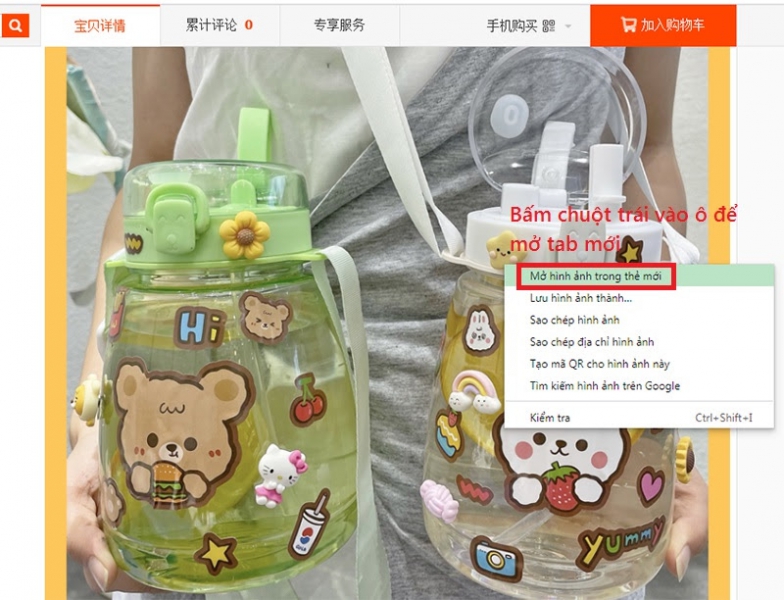 宝贝详情
累计评论 0
专享服务
手机购买
加入购物车
Bấm chuột trái vào ô để
mở tab mới
Mở hình ảnh trong thẻ mới
Lưu hình ảnh thành...
Sao chép hình ảnh
Sao chép địa chỉ hình ảnh
Tạo mã QR cho hình ảnh này
Tìm kiếm hình ảnh trên Google
Kiểm tra Ctrl+Shift+I
Hi
yummy